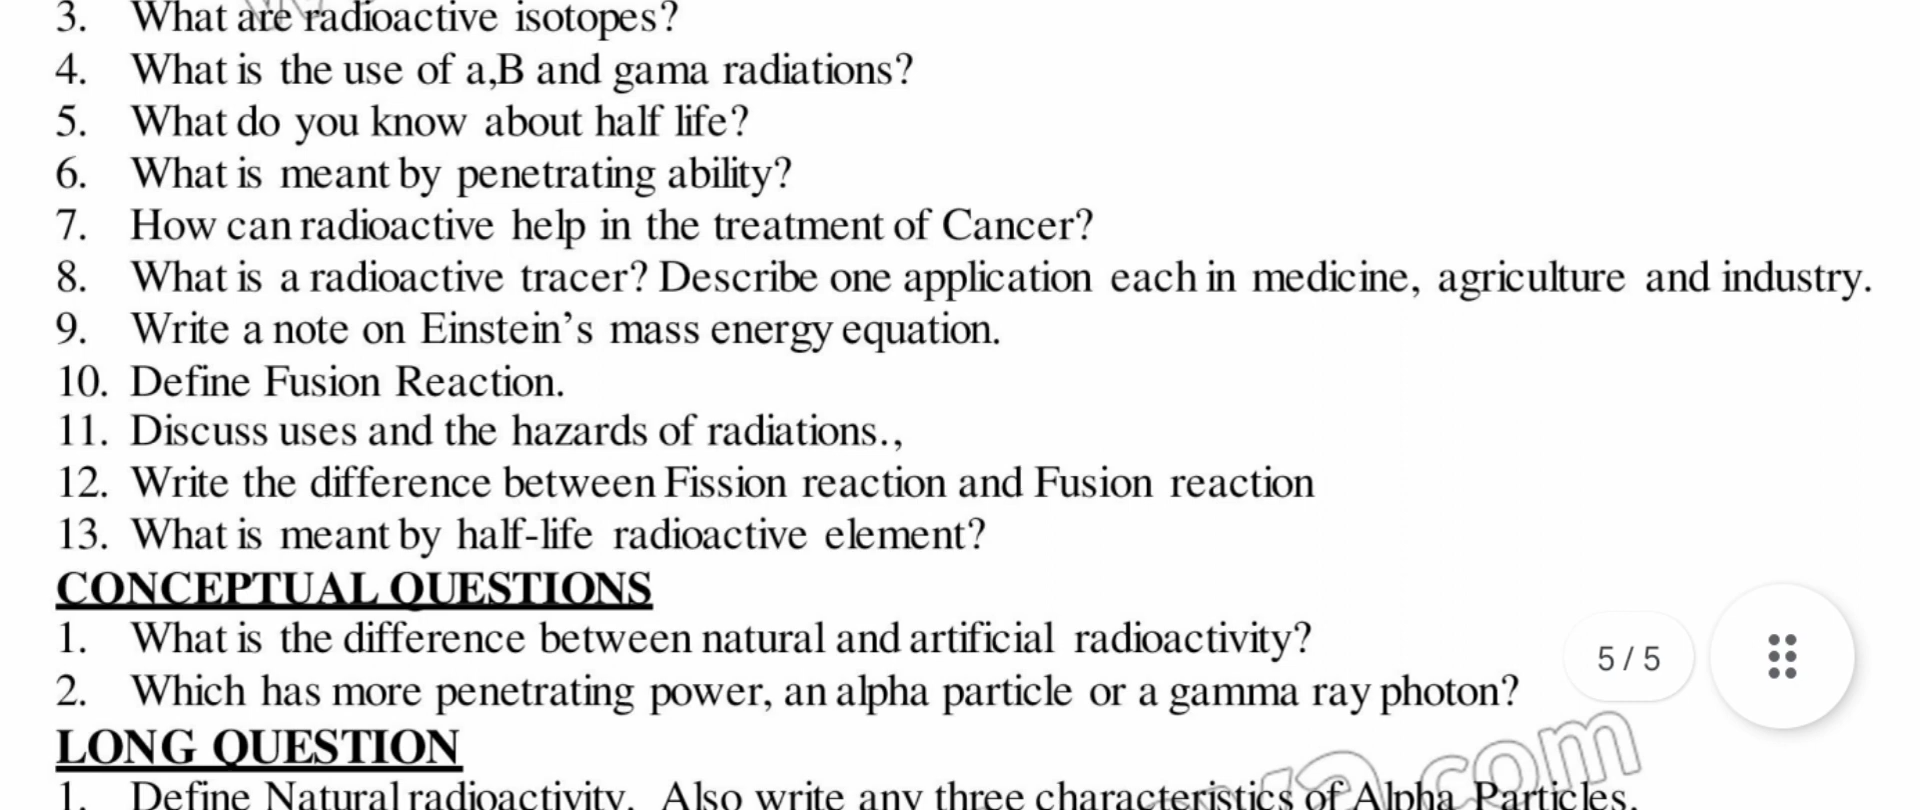 3. What are radioactive isotopes?
4. What is the use of a,B and gama radiations?
5. What do you know about half life?
6. What is meant by penetrating ability?
7. How can radioactive help in the treatment of Cancer?
8. What is a radioactive tracer? Describe one application each in medicine, agriculture and industry.
9. Write a note on Einstein’s mass energy equation.
10. Define Fusion Reaction.
11. Discuss uses and the hazards of radiations.,
12. Write the difference between Fission reaction and Fusion reaction
13. What is meant by half-life radioactive element?
CONCEPTUAL QUESTIONS
1. What is the difference between natural and artificial radioactivity?
5 / 5
2. Which has more penetrating power, an alpha particle or a gamma ray photon?
LONG QUESTION
.com
1. Define Natural radioactivity. Also write any three characteristics of Alpha Particles.